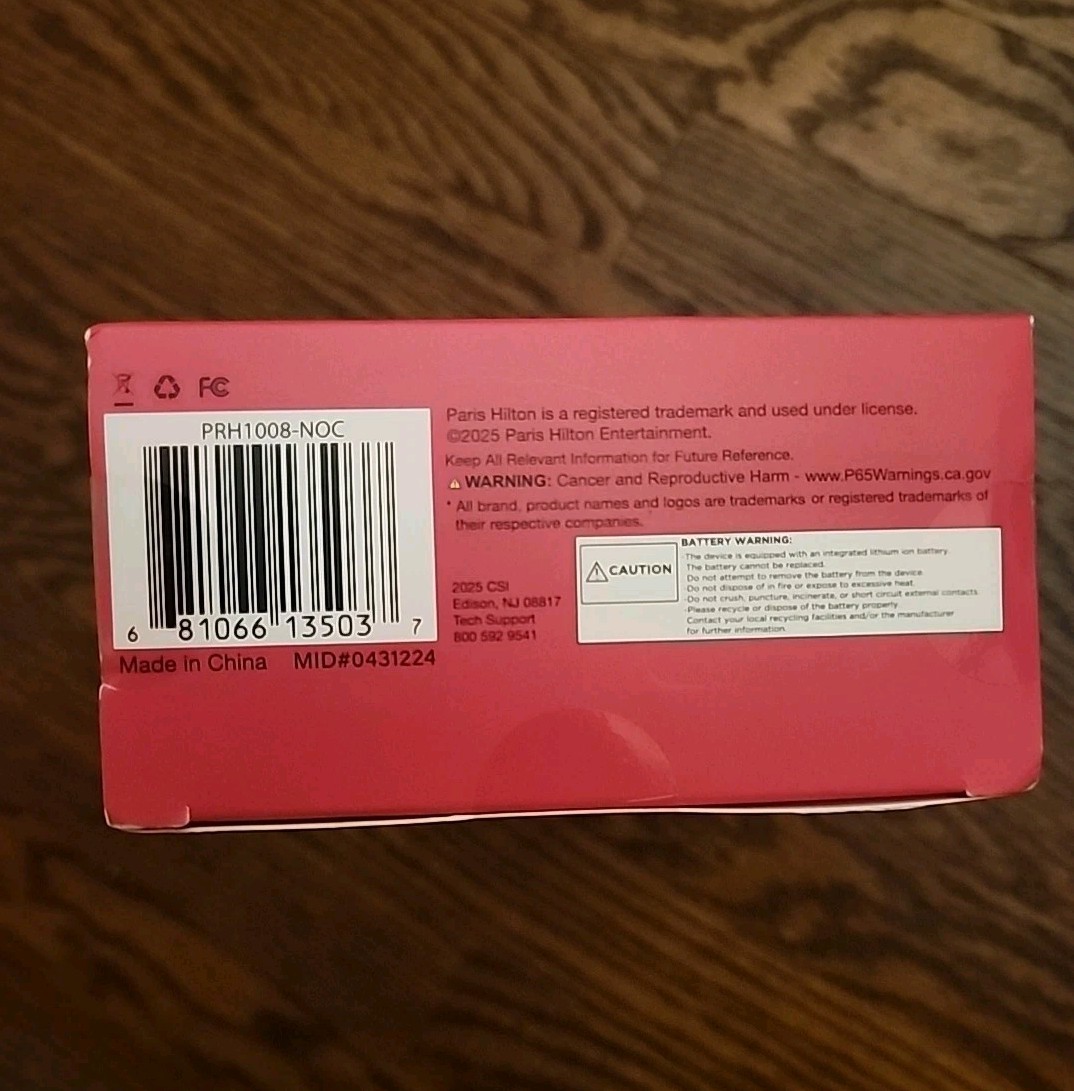 FC
PRH1008-NOC
6 81066 13503 7
Made in China MID#0431224
Paris Hilton is a registered trademark and used under license.
©2025 Paris Hilton Entertainment.
Keep All Relevant Information for Future Reference.
WARNING: Cancer and Reproductive Harm - www.P65Warnings.ca.gov
* All brand, product names and logos are trademarks or registered trademarks of
their respective companies.
2025 CSI
Edison, NJ 08817
Tech Support
800 592 9541
CAUTION
BATTERY WARNING:
-The device is equipped with an integrated lithium ion battery.
The battery cannot be replaced.
Do not attempt to remove the battery from the device.
-Do not dispose of in fire or expose to excessive heat.
-Do not crush, puncture, incinerate, or short circuit external contacts.
-Please recycle or dispose of the battery properly.
Contact your local recycling facilities and/or the manufacturer
for further information.